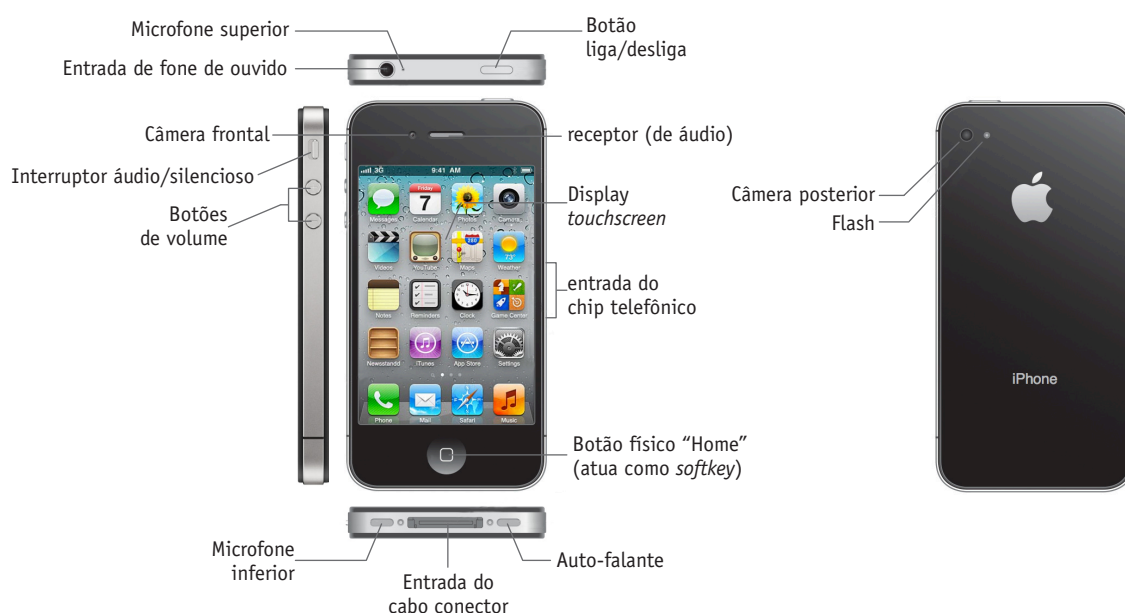 Microfone superior
Botão
liga/desliga
Entrada de fone de ouvido
Câmera frontal
receptor (de áudio)
Interruptor áudio/silencioso
Botões
de volume
Display
touchscreen
entrada do
chip telefônico
Botão físico “Home”
(atua como softkey)
Microfone
inferior
Auto-falante
Entrada do
cabo conector
Câmera posterior
Flash
3G 9:41 AM
Friday
7
Messages Calendar Photos Camera
280
73°
Videos YouTube Maps Weather
Notes Reminders Clock Game Center
Newsstand iTunes App Store Settings
Phone Mail Safari Music
iPhone